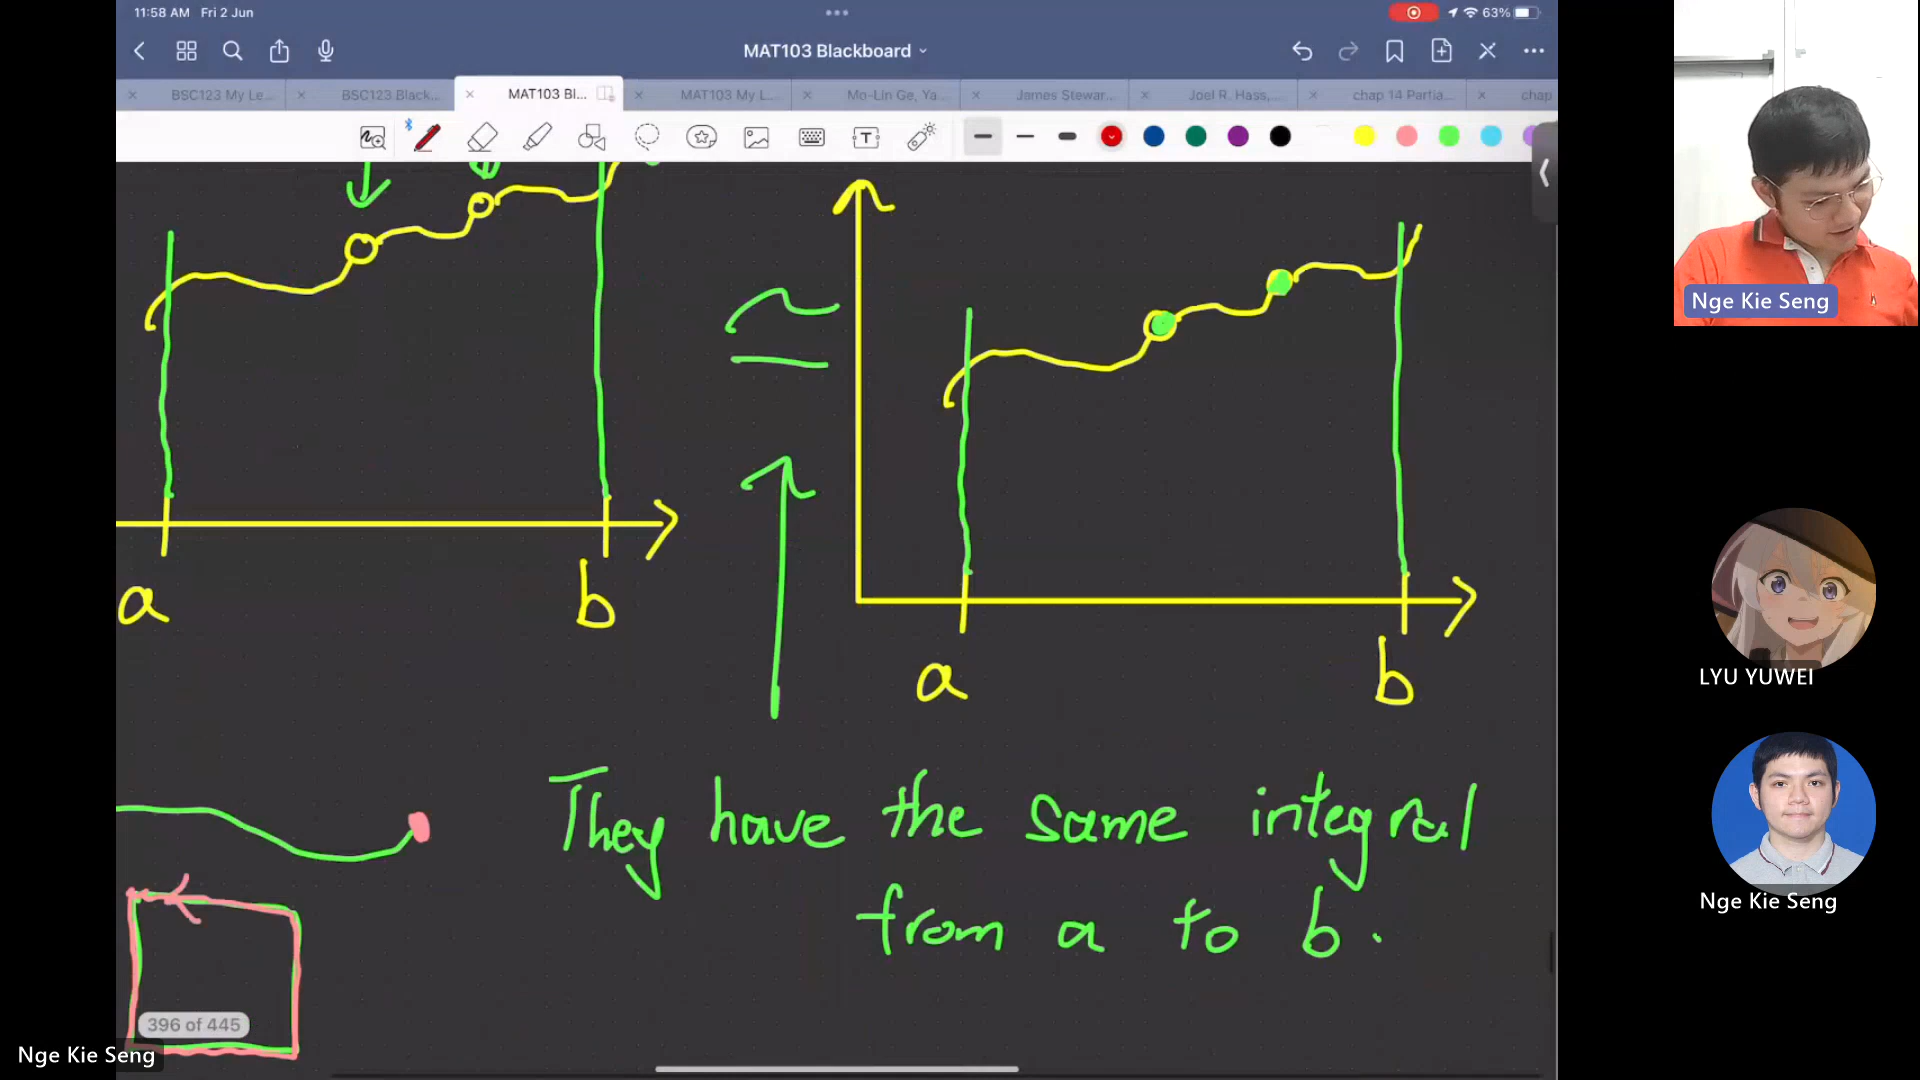 11:58 AM Fri 2 Jun
63%
MAT103 Blackboard
BSC123 My Le...
BSC123 Black...
MAT103 Bl...
MAT103 My L...
Mo-Lin Ge, Ya...
James Stewar...
Joel R. Hass,...
chap 14 Partia...
chap
T
a
b
a
b
They have the same integral
from a to b.
396 of 445
Nge Kie Seng
Nge Kie Seng
LYU YUWEI
Nge Kie Seng